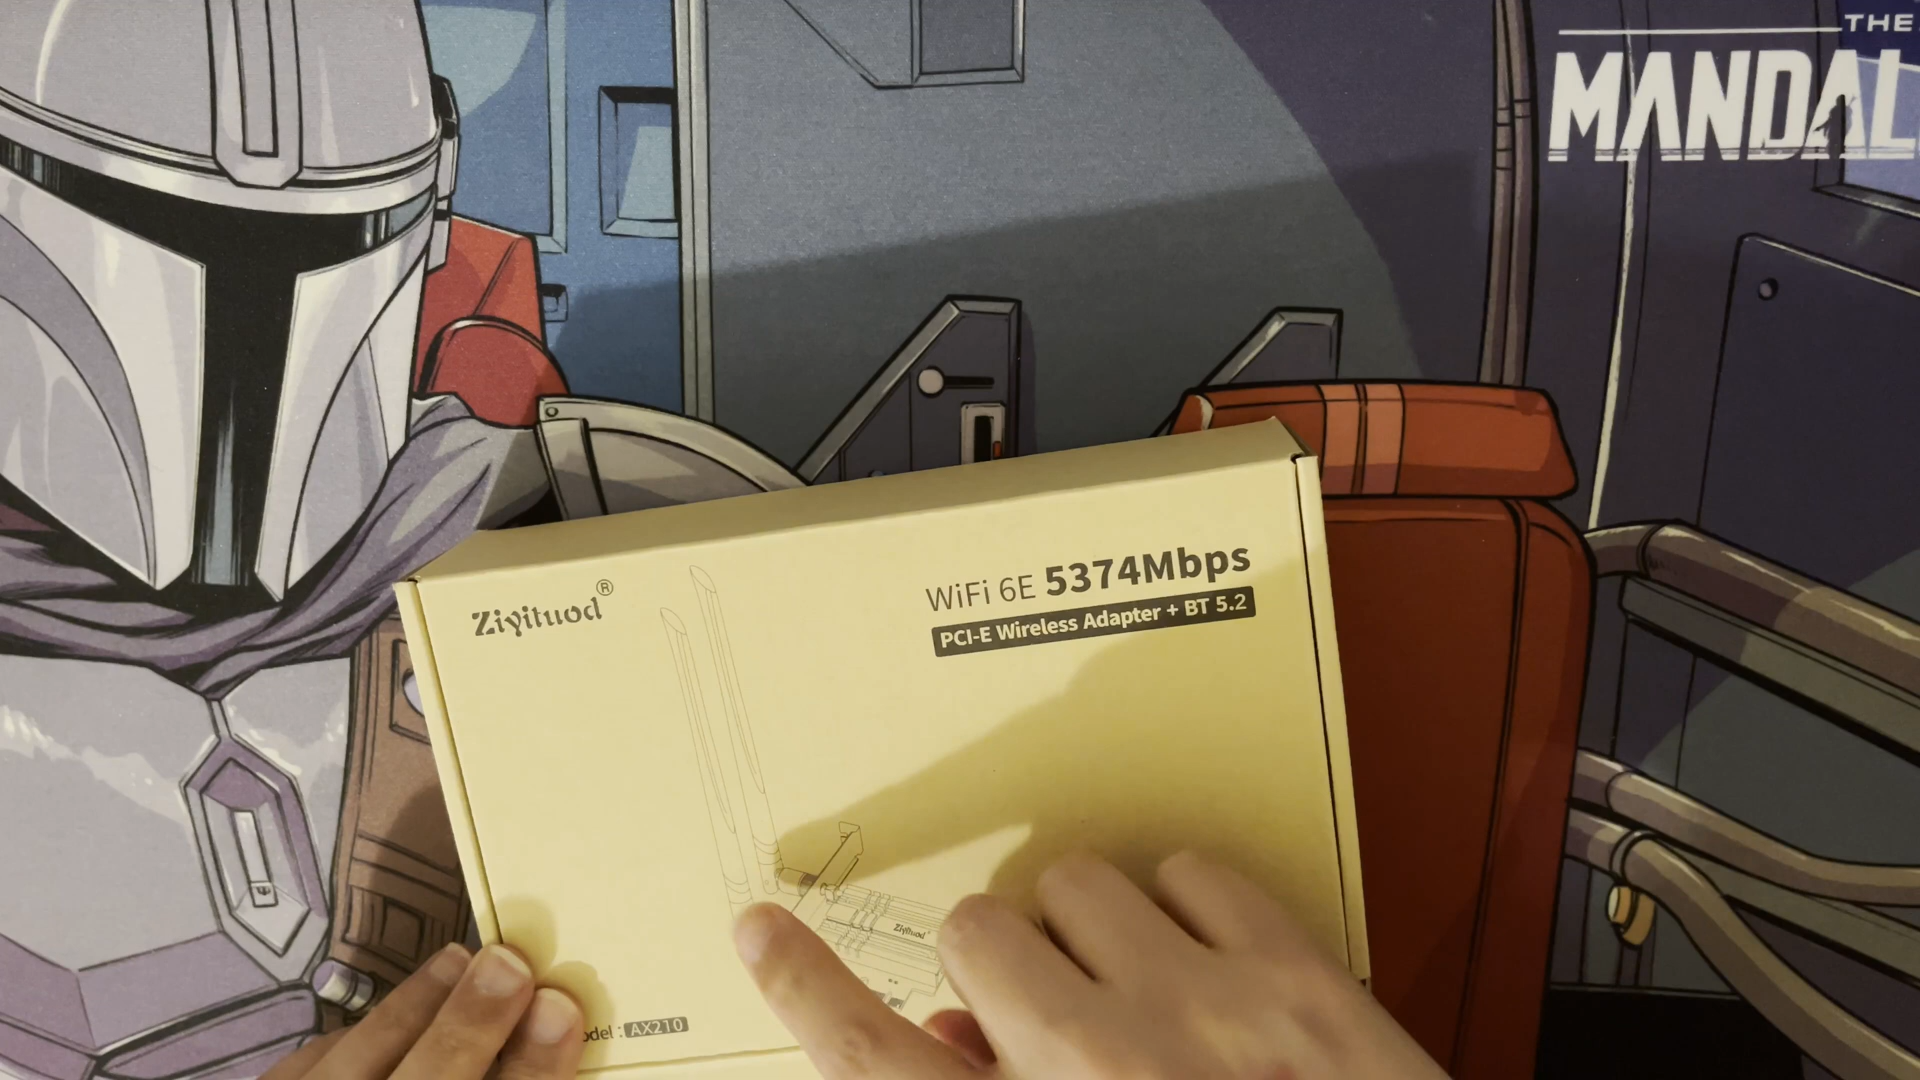 THE
MANDAL
Ziyituod®
WiFi 6E 5374Mbps
PCI-E Wireless Adapter + BT 5.2
Ziyituod
odel : AX210